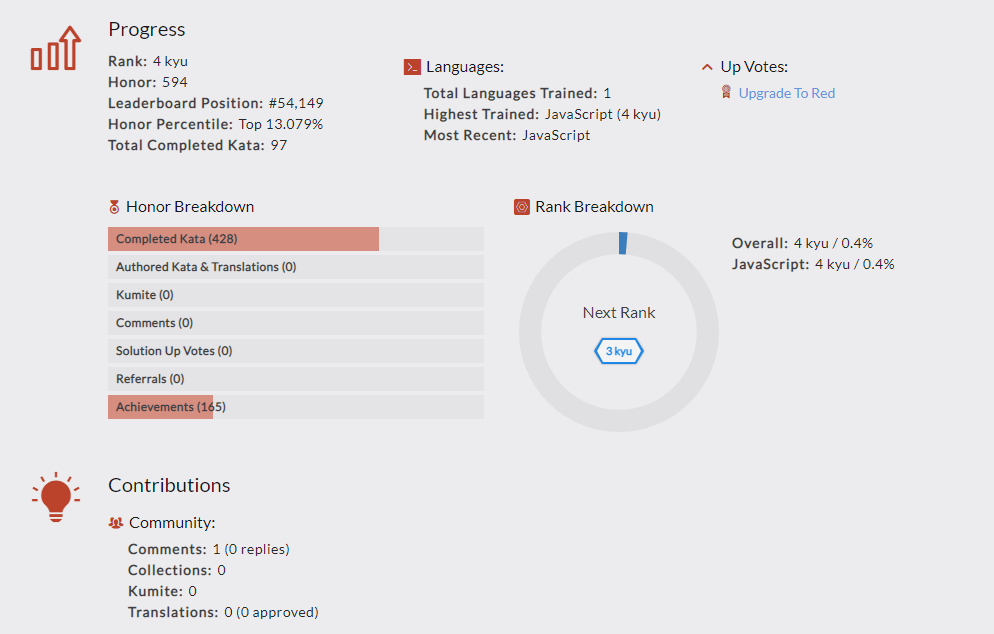 Progress
Rank: 4 kyu
Honor: 594
Leaderboard Position: #54,149
Honor Percentile: Top 13.079%
Total Completed Kata: 97
Languages:
Total Languages Trained: 1
Highest Trained: JavaScript (4 kyu)
Most Recent: JavaScript
Up Votes:
Upgrade To Red
Honor Breakdown
Completed Kata (428)
Authored Kata & Translations (0)
Kumite (0)
Comments (0)
Solution Up Votes (0)
Referrals (0)
Achievements (165)
Rank Breakdown
Next Rank
3 kyu
Overall: 4 kyu / 0.4%
JavaScript: 4 kyu / 0.4%
Contributions
Community:
Comments: 1 (0 replies)
Collections: 0
Kumite: 0
Translations: 0 (0 approved)